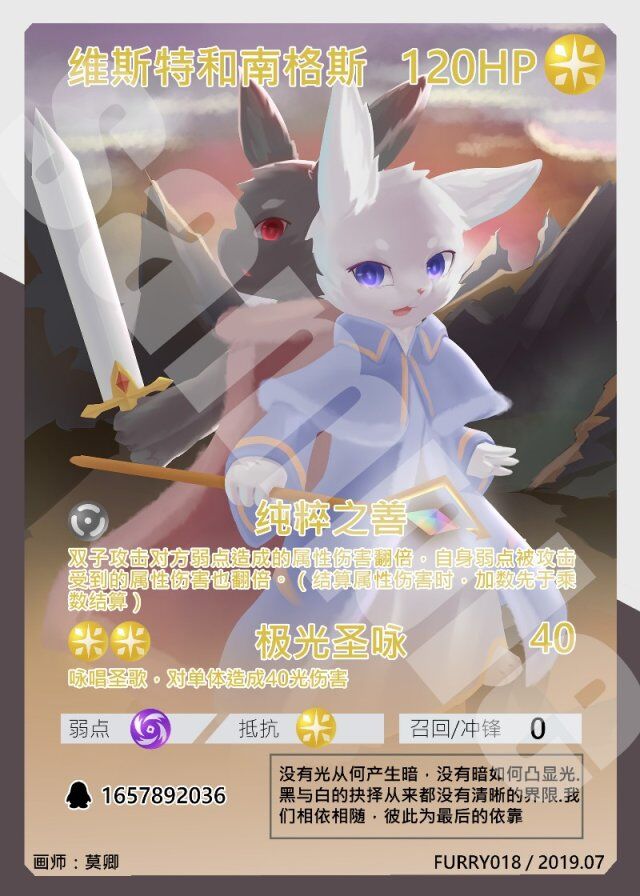 维斯特和南格斯 120HP
纯粹之善
双子攻击对方弱点造成的属性伤害翻倍，自身弱点被攻击
受到的属性伤害也翻倍。（结算属性伤害时，加数先于乘
数结算）
极光圣咏 40
咏唱圣歌，对单体造成40光伤害
弱点 抵抗 召回/冲锋 0
1657892036
没有光从何产生暗，没有暗如何凸显光.
黑与白的抉择从来都没有清晰的界限.我
们相依相随，彼此为最后的依靠
画师：莫卿 FURRY018 / 2019.07